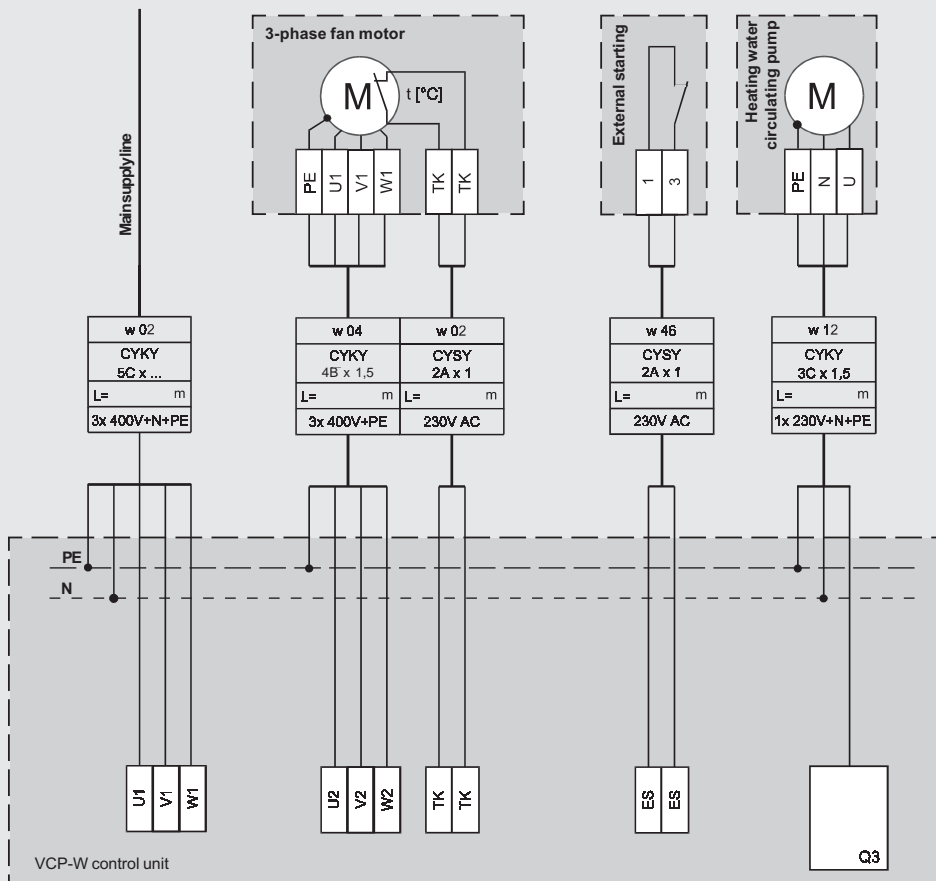 3-phase fan motor
M
t [°C]
PE
U1
V1
W1
TK
TK
External starting
1
3
Heating water
circulating pump
M
PE
N
U
Mainsupplyline
w 02
CYKY
5C x ...
L= m
3x 400V+N+PE
w 04
CYKY
4B x 1,5
L= m
3x 400V+PE
w 02
CYSY
2A x 1
L= m
230V AC
w 46
CYSY
2A x 1
L= m
230V AC
w 12
CYKY
3C x 1,5
L= m
1x 230V+N+PE
PE
N
U1
V1
W1
U2
V2
W2
TK
TK
ES
ES
Q3
VCP-W control unit